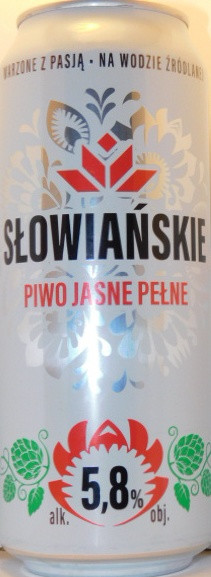 WARZONE Z PASJĄ • NA WODZIE ŹRÓDLANEJ
SŁOWIAŃSKIE
PIWO JASNE PEŁNE
5,8%
alk. obj.